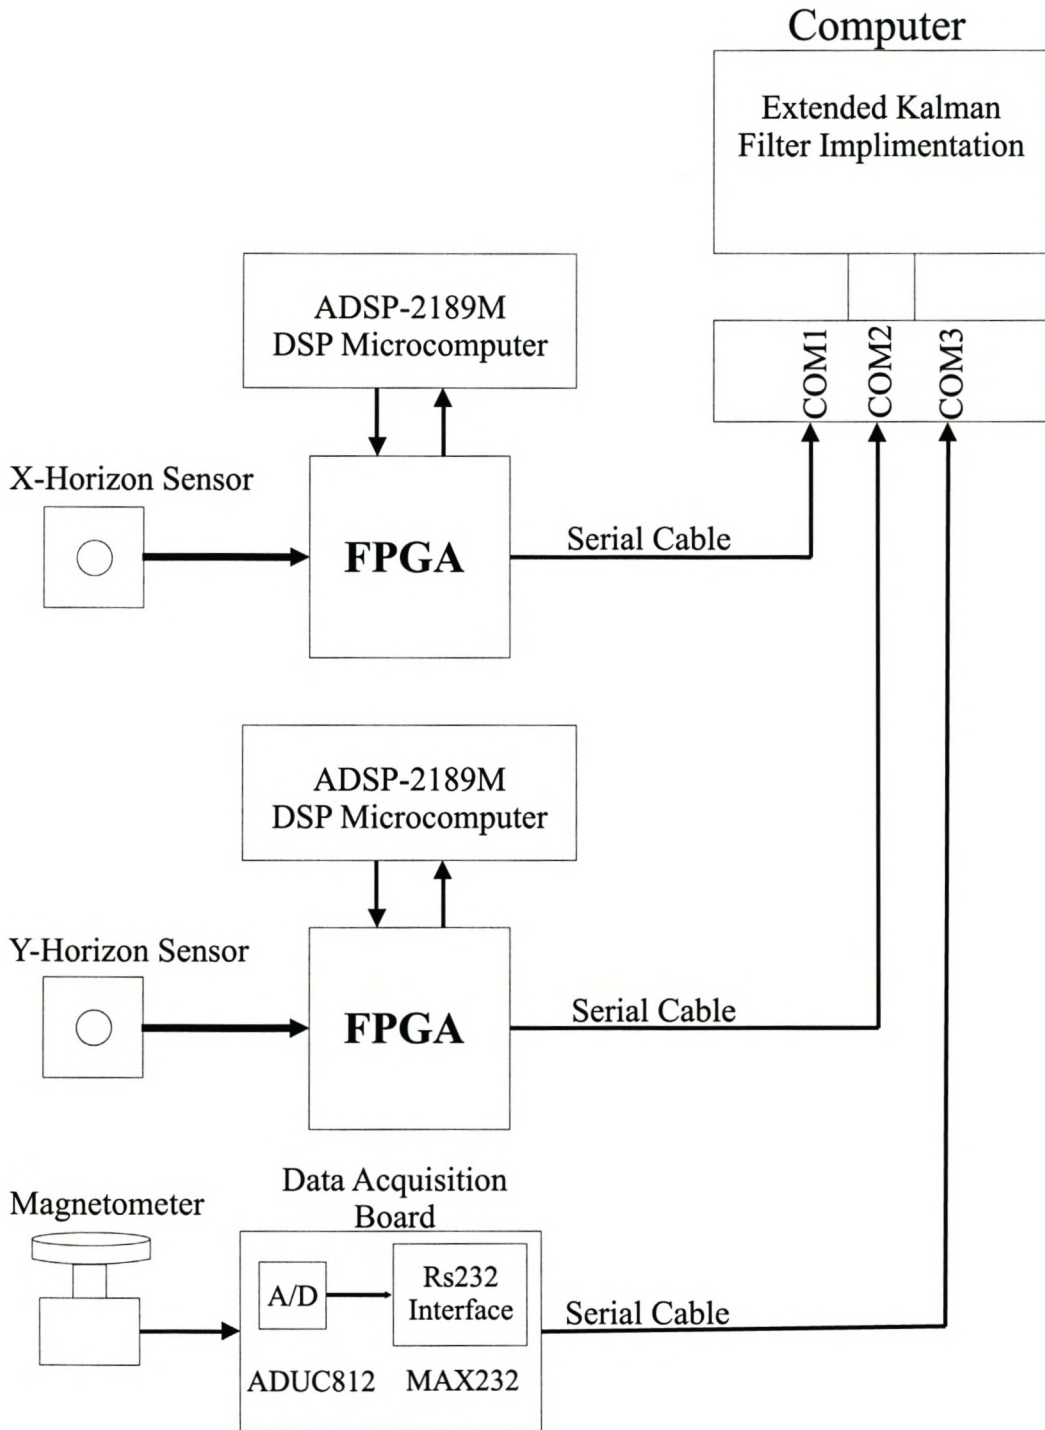 Computer
Extended Kalman
Filter Implimentation
ADSP-2189M
DSP Microcomputer
COM1
COM2
COM3
X-Horizon Sensor
FPGA
Serial Cable
ADSP-2189M
DSP Microcomputer
Y-Horizon Sensor
FPGA
Serial Cable
Data Acquisition
Board
Magnetometer
A/D
Rs232
Interface
Serial Cable
ADUC812
MAX232